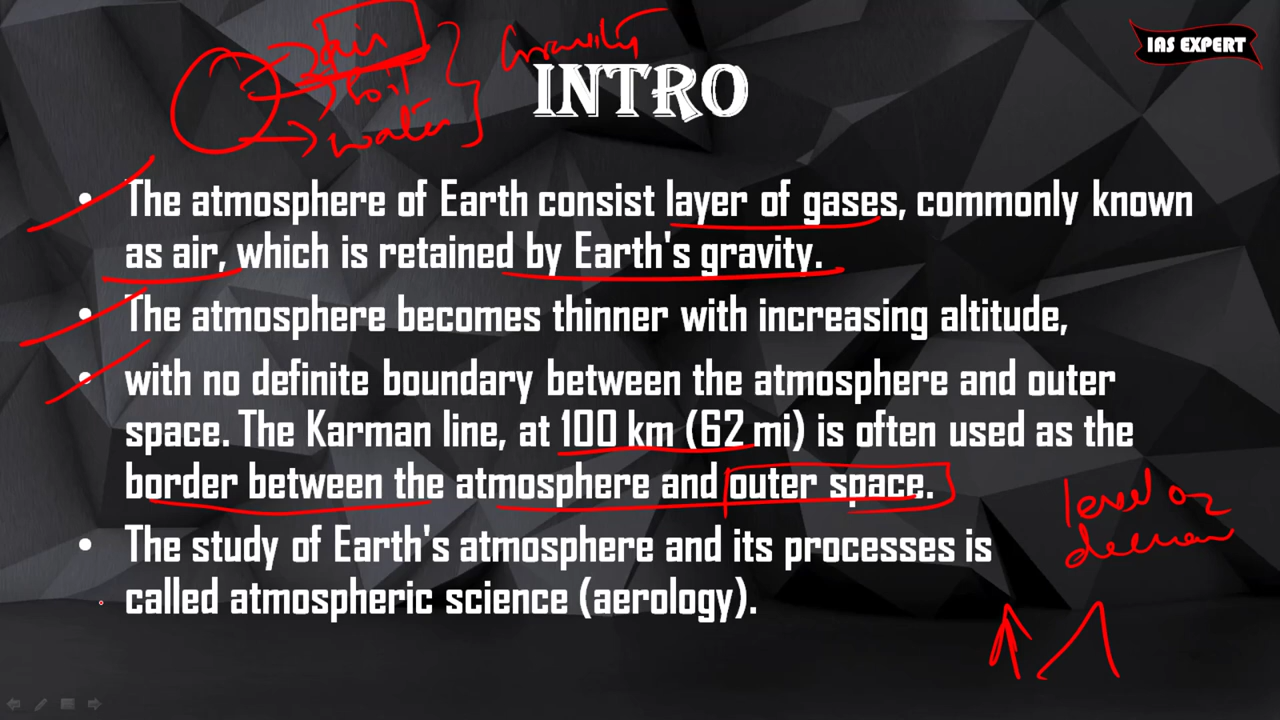 air
soil
water
Gravity
IAS EXPERT
INTRO
• The atmosphere of Earth consist layer of gases, commonly known
as air, which is retained by Earth's gravity.
• The atmosphere becomes thinner with increasing altitude,
• with no definite boundary between the atmosphere and outer
space. The Karman line, at 100 km (62 mi) is often used as the
border between the atmosphere and outer space.
level O2
• The study of Earth's atmosphere and its processes is
called atmospheric science (aerology).